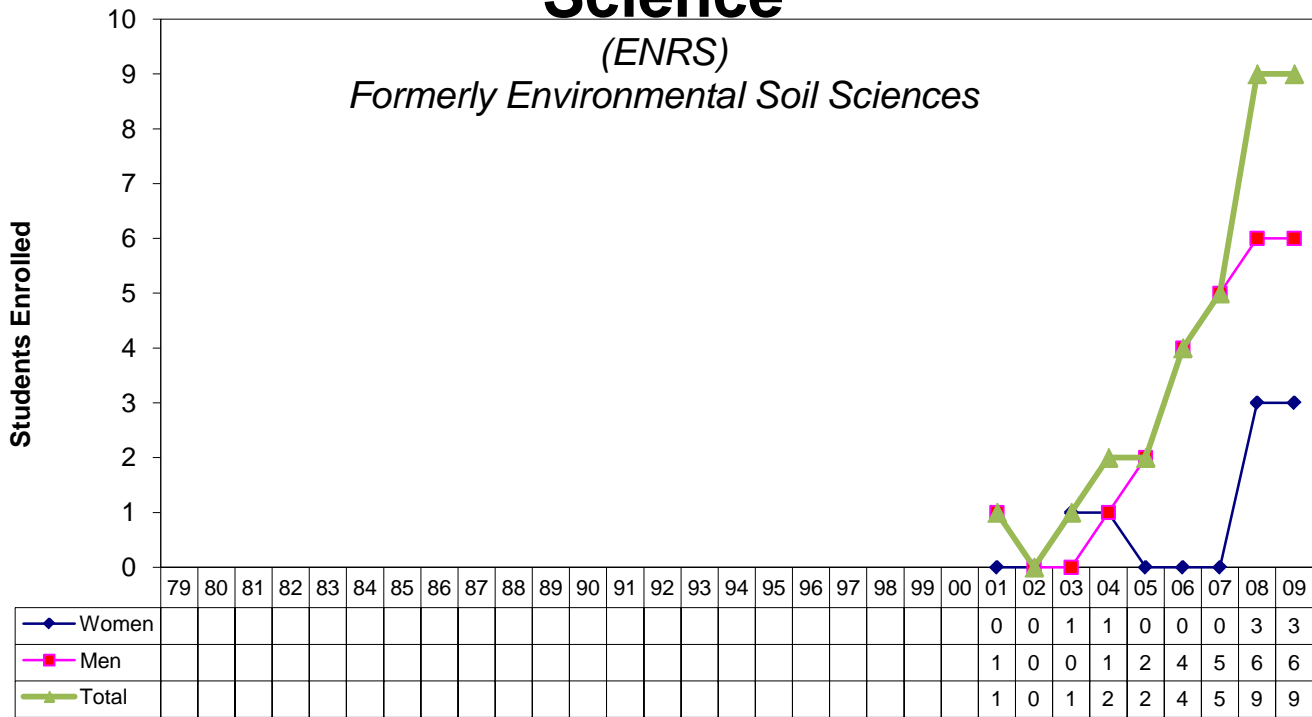 Science
(ENRS)
Formerly Environmental Soil Sciences
Students Enrolled
10
9
8
7
6
5
4
3
2
1
0
79 80 81 82 83 84 85 86 87 88 89 90 91 92 93 94 95 96 97 98 99 00 01 02 03 04 05 06 07 08 09
Women 0 0 1 1 0 0 0 3 3
Men 1 0 0 1 2 4 5 6 6
Total 1 0 1 2 2 4 5 9 9